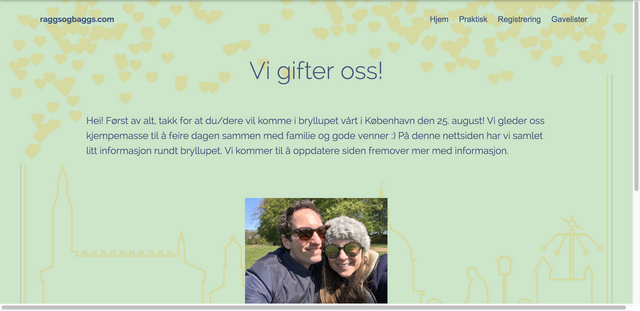 raggsogbaggs.com
Hjem Praktisk Registrering Gavelister
Vi gifter oss!
Hei! Først av alt, takk for at du/dere vil komme i bryllupet vårt i København den 25. august! Vi gleder oss
kjempemasse til å feire dagen sammen med familie og gode venner :) På denne nettsiden har vi samlet
litt informasjon rundt bryllupet. Vi kommer til å oppdatere siden fremover mer med informasjon.